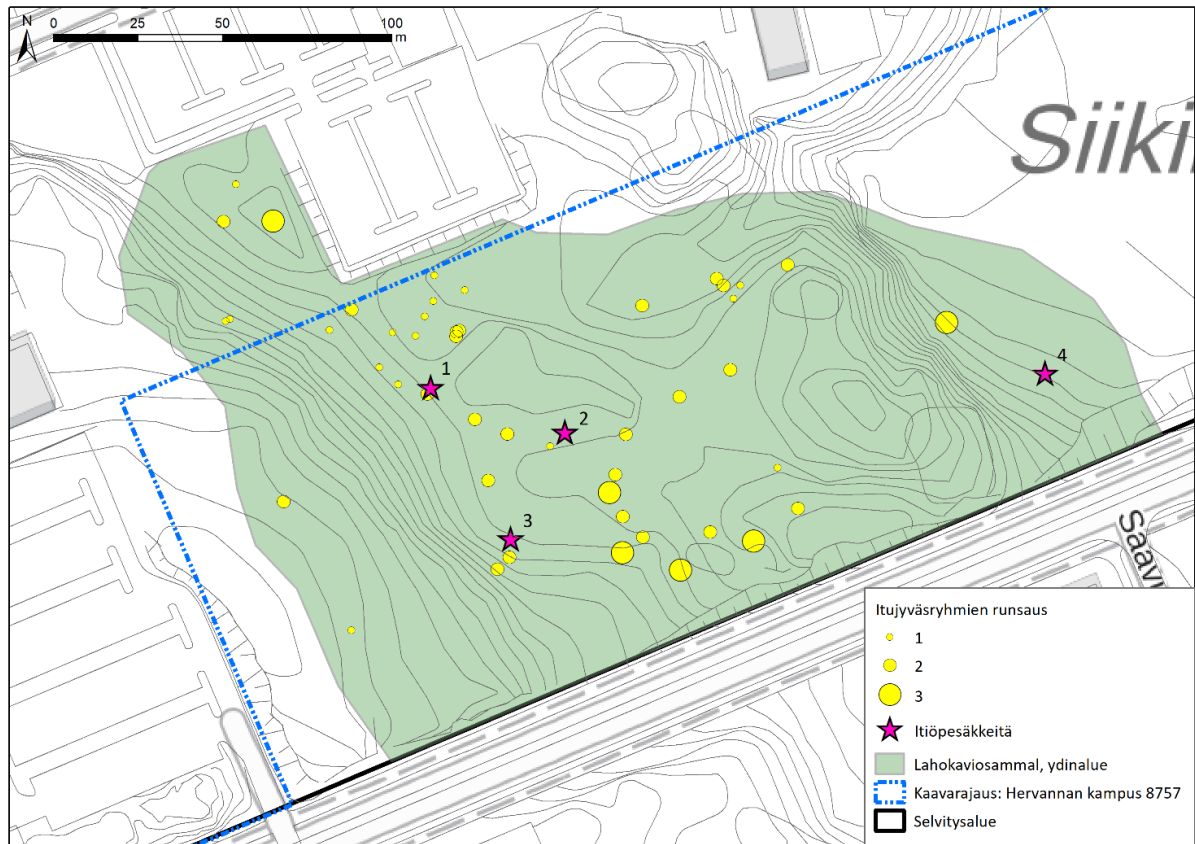 N
0 25 50 100
m
Siiki
1
2
3
4
Saavu
Itujyväsryhmien runsaus
1
2
3
Itiöpesäkkeitä
Lahokaviosammal, ydinalue
Kaavarajaus: Hervannan kampus 8757
Selvitysalue